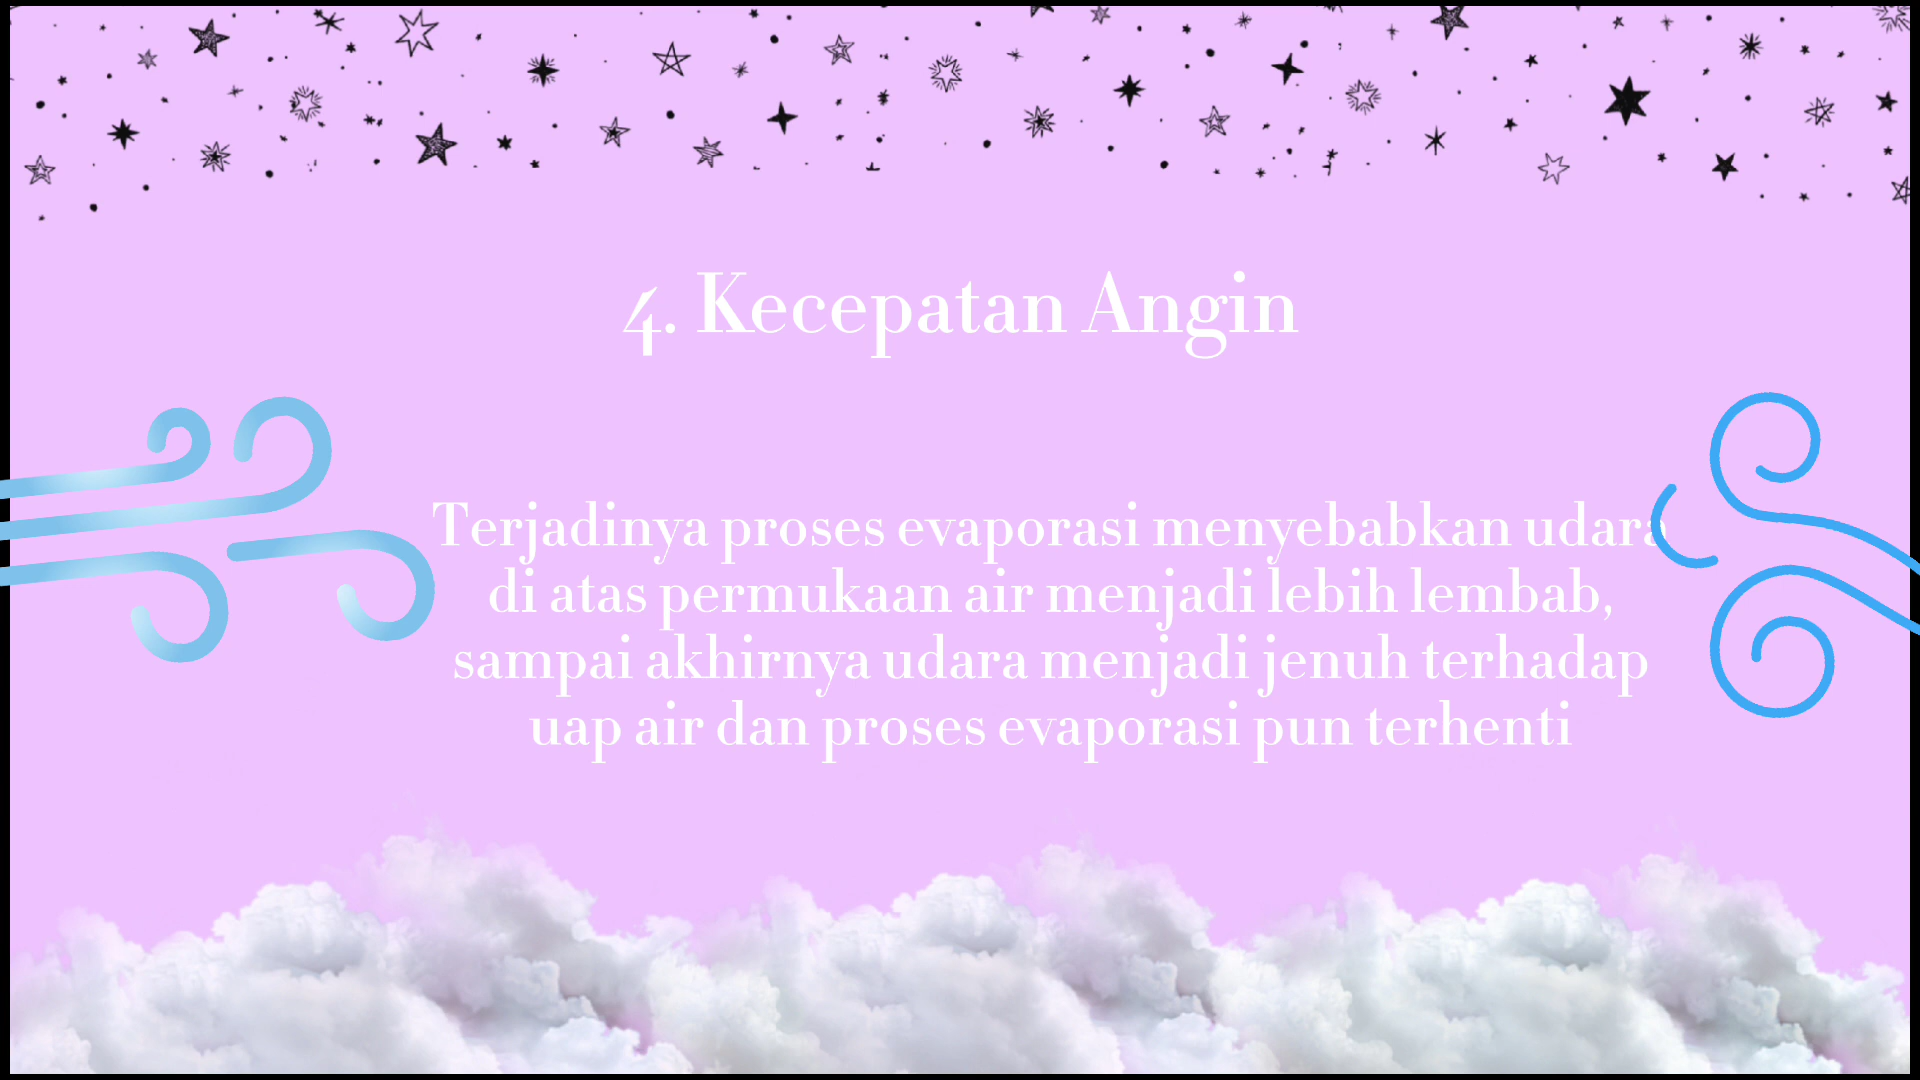 4. Kecepatan Angin
Terjadinya proses evaporasi menyebabkan udara
di atas permukaan air menjadi lebih lembab,
sampai akhirnya udara menjadi jenuh terhadap
uap air dan proses evaporasi pun terhenti